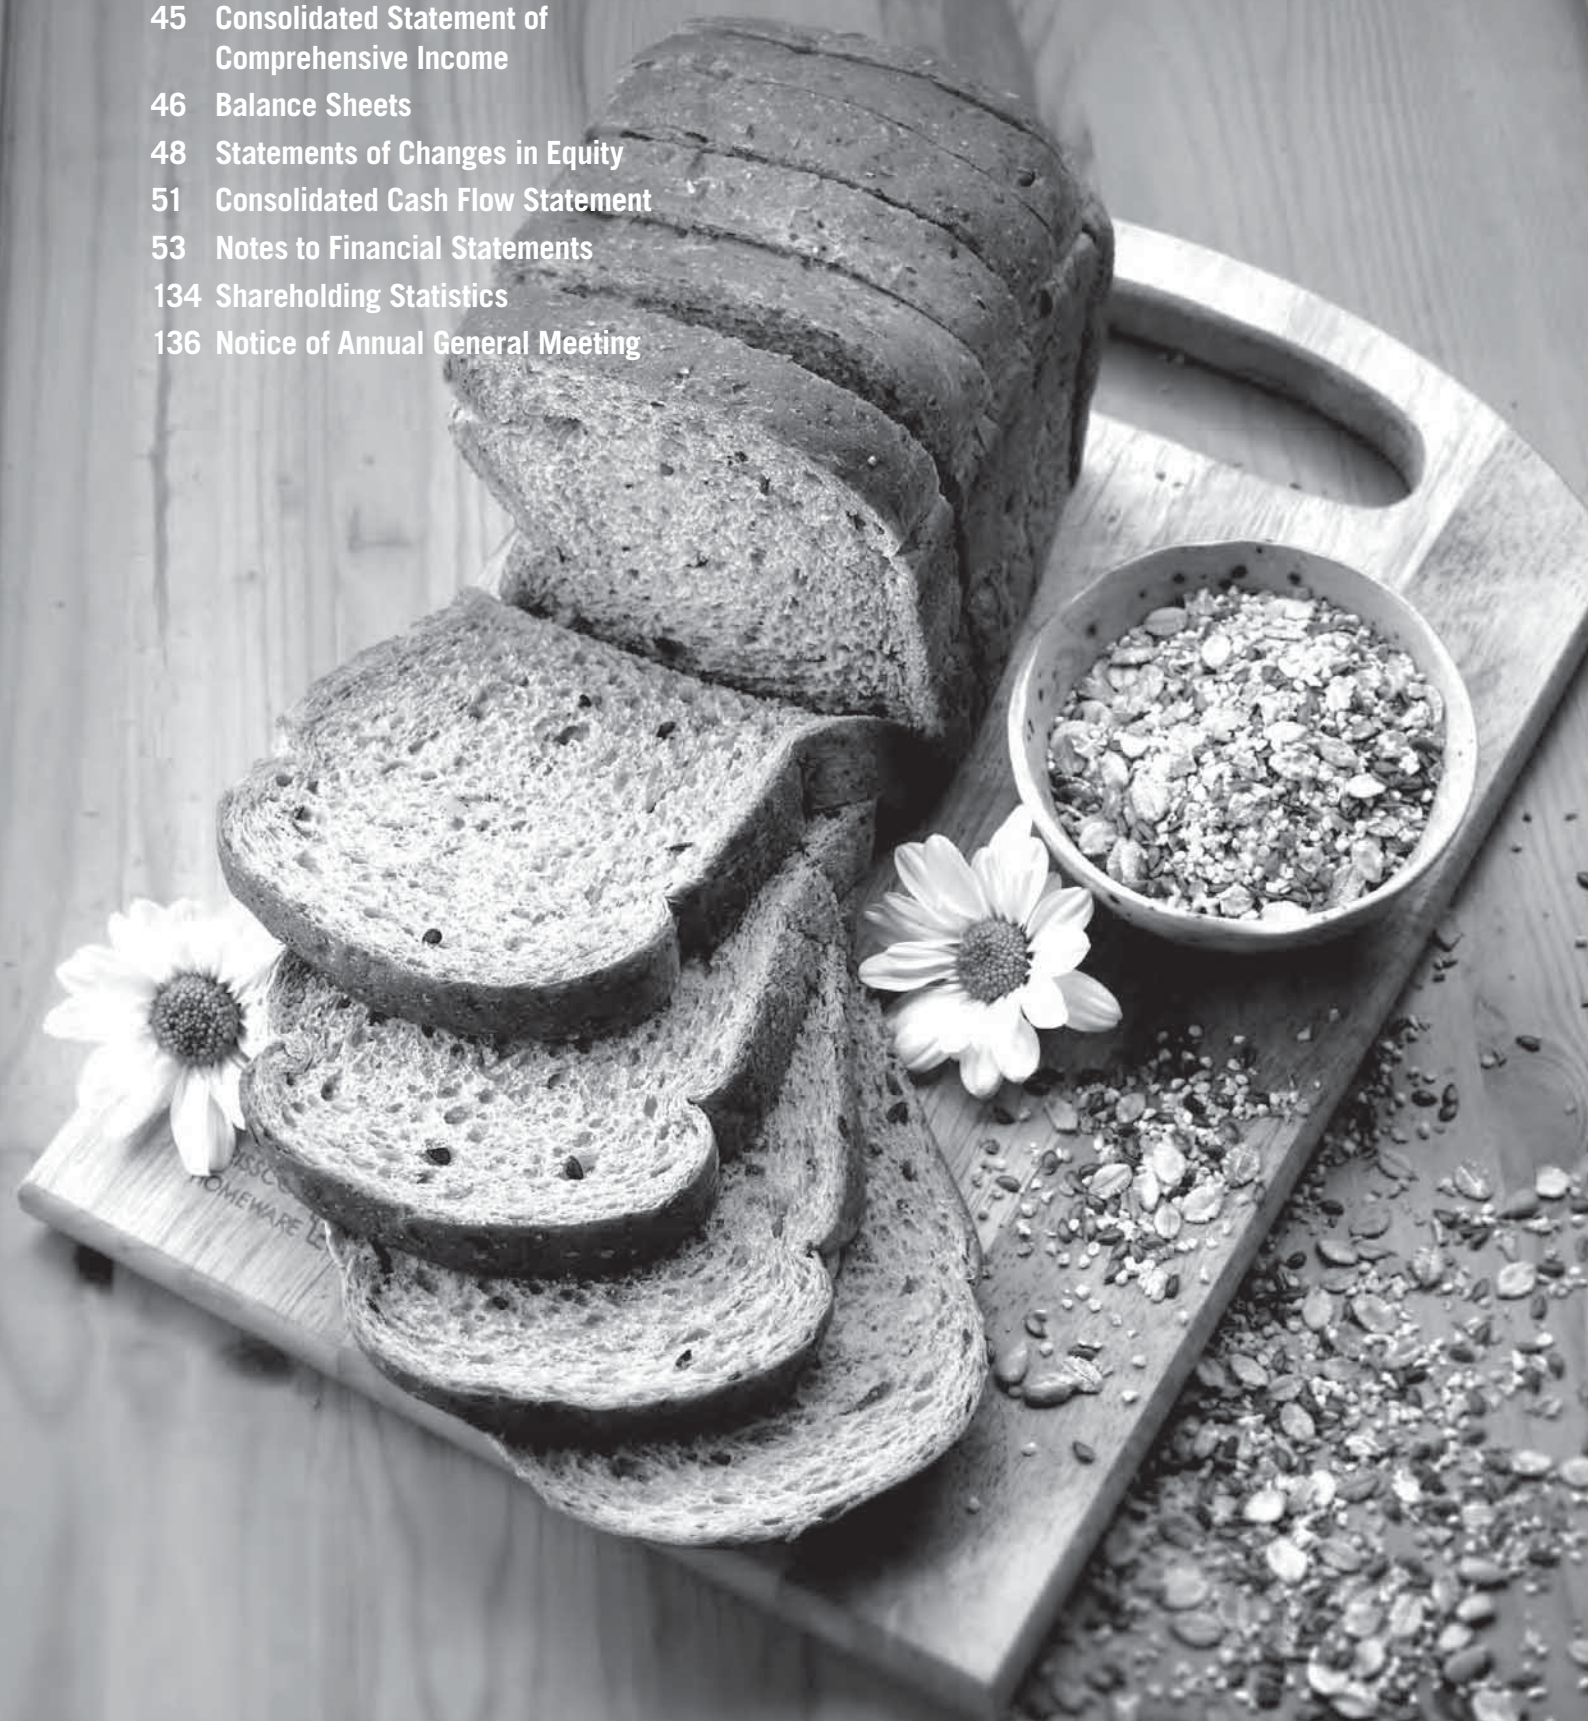 45 Consolidated Statement of
Comprehensive Income
46 Balance Sheets
48 Statements of Changes in Equity
51 Consolidated Cash Flow Statement
53 Notes to Financial Statements
134 Shareholding Statistics
136 Notice of Annual General Meeting
OMEWARE